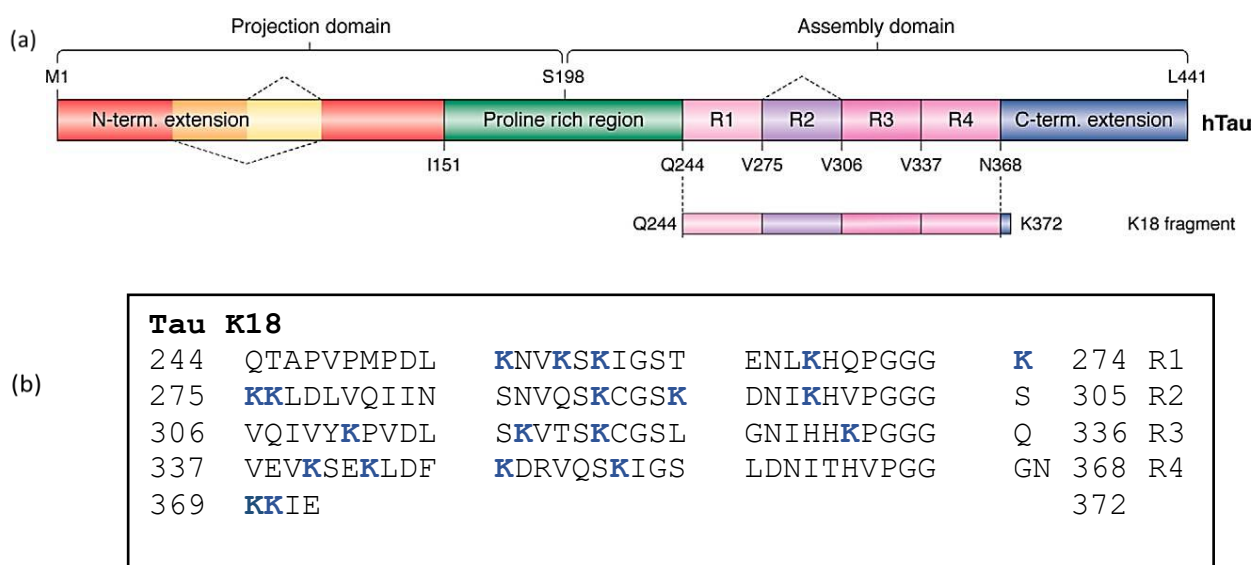 (a)
Projection domain Assembly domain
M1 S198 L441
N-term. extension Proline rich region R1 R2 R3 R4 C-term. extension hTau
I151 Q244 V275 V306 V337 N368
Q244 K372 K18 fragment
(b)
Tau K18
244 QTAPVPMPDL KNVKSKIGST ENLKHQPGGG K 274 R1
275 KKLDLVQIIN SNVQSKCGSK DNIKHVPGGG S 305 R2
306 VQIVYKPVDL SKVTSKCGSL GNIHHKPGGG Q 336 R3
337 VEVKSEKLDF KDRVQSKIGS LDNITHVPGG GN 368 R4
369 KKIE 372